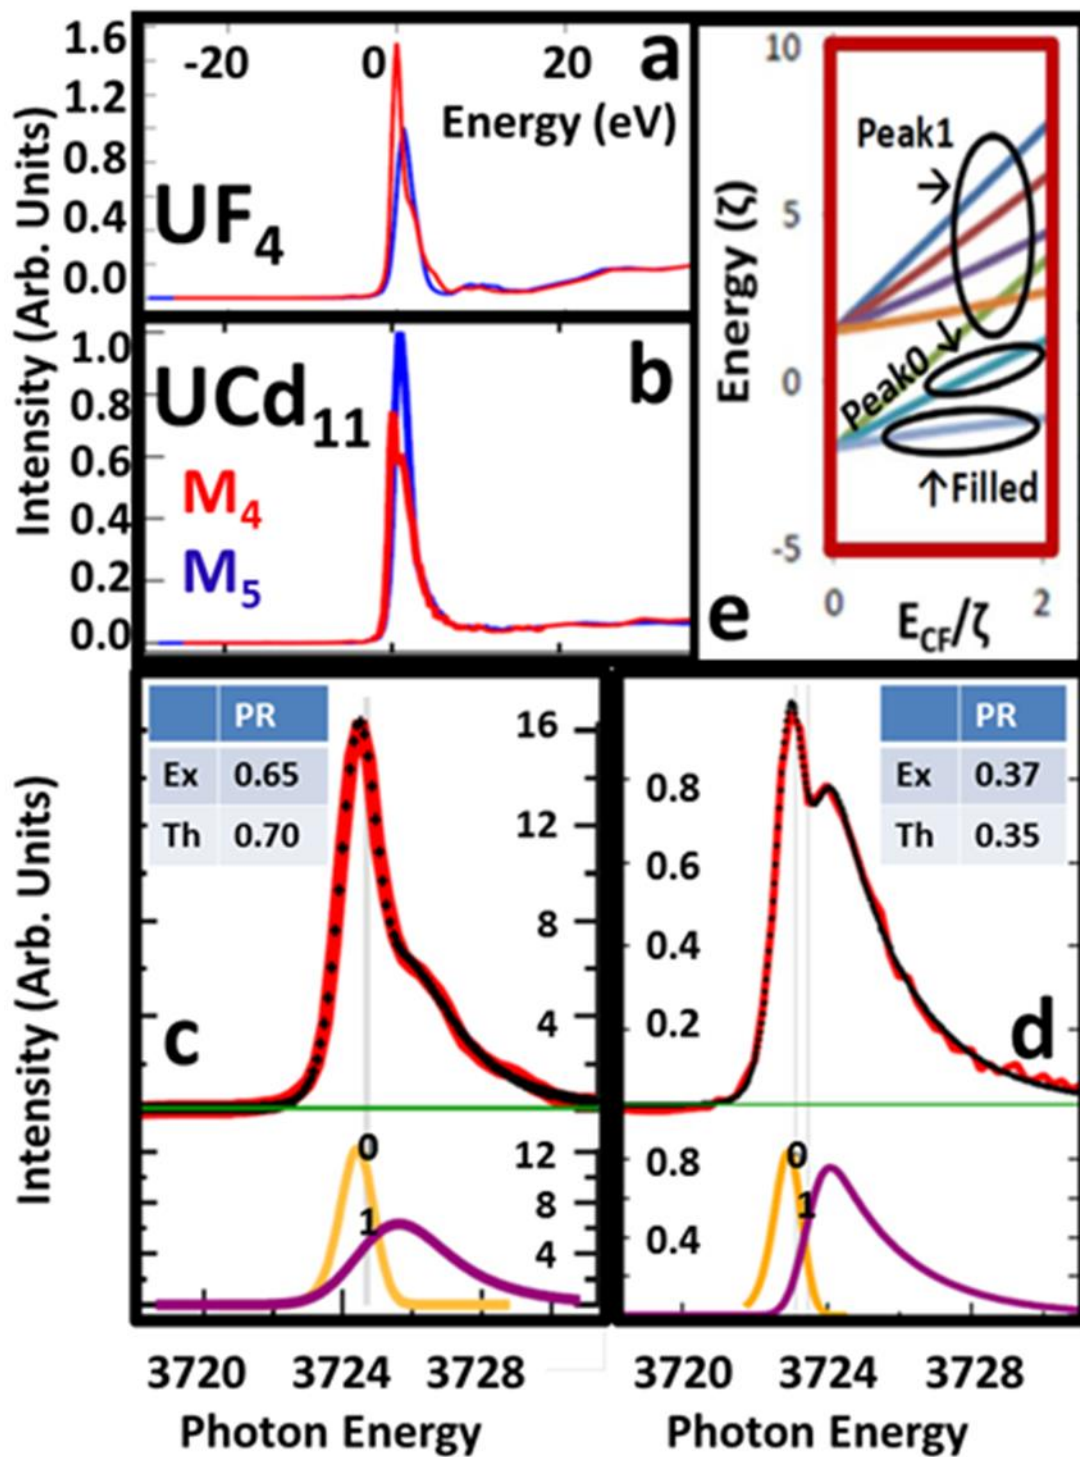 1.6
1.2
0.8
0.4
0.0
Intensity (Arb. Units)
-20 0 20
a
Energy (eV)
UF4
1.0
0.8
0.6
0.4
0.2
0.0
b
UCd11
M4
M5
10
5
0
-5
Energy (ζ)
Peak1
→
Peak0
→
↑Filled
0 2
ECF/ζ
e
Intensity (Arb. Units)
PR
Ex 0.65
Th 0.70
16
12
8
4
c
12
8
4
0
1
3720 3724 3728
Photon Energy
PR
Ex 0.37
Th 0.35
0.8
0.6
0.4
0.2
d
0.8
0.4
0
1
3720 3724 3728
Photon Energy